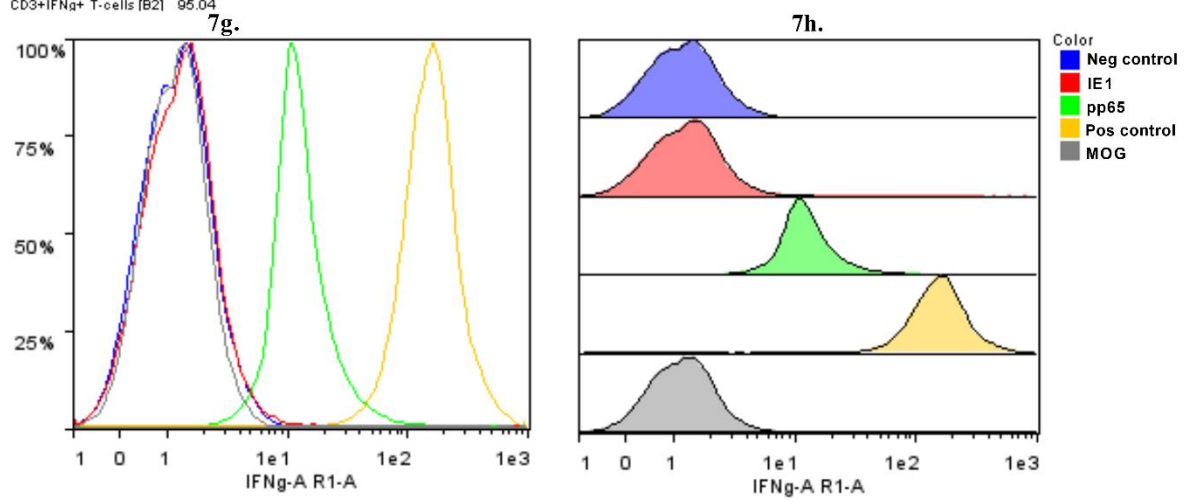 CD3+IFNg+ T-cells [B2] 95.04
7g.
100%
75%
50%
25%
1 0 1 1e1 1e2 1e3
IFNg-A R1-A
7h.
1 0 1 1e1 1e2 1e3
IFNg-A R1-A
Color
Neg control
IE1
pp65
Pos control
MOG